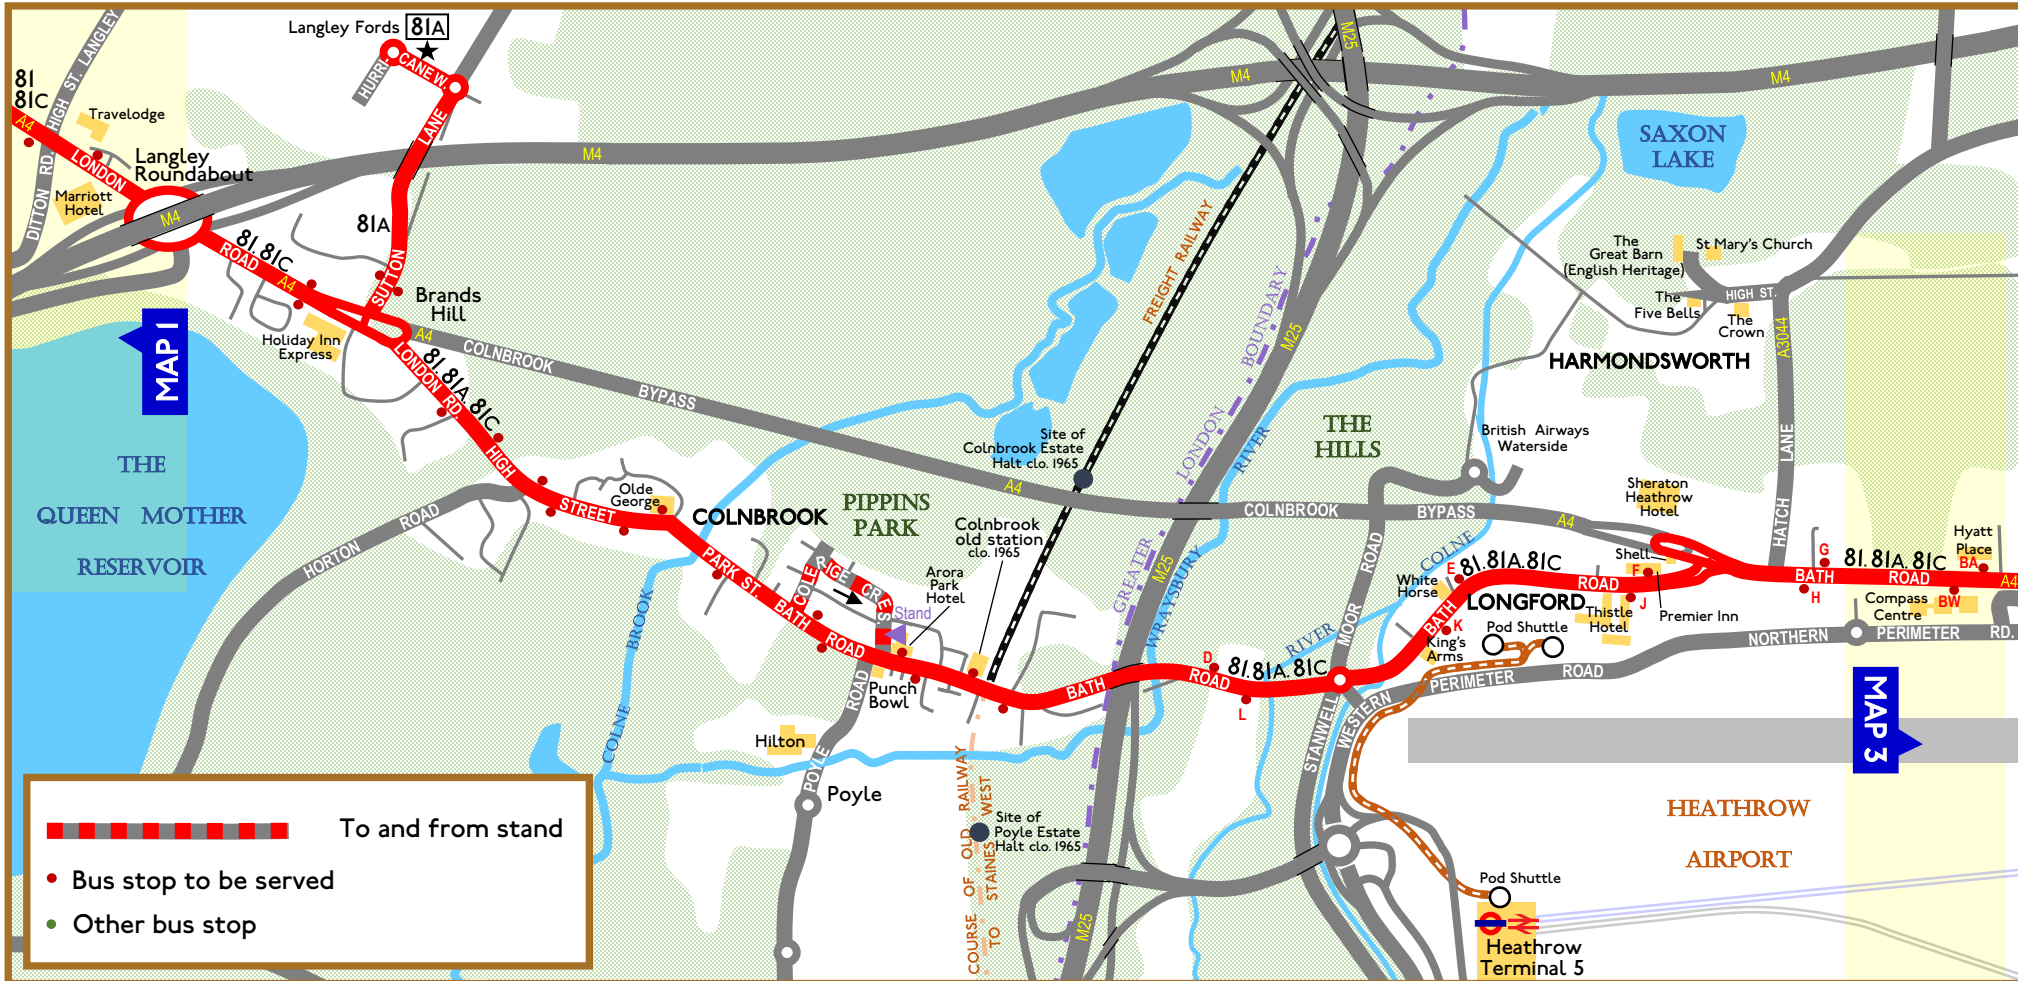 Langley Fords
81A
HURRI
CANE W.
HIGH ST. LANGLEY
DITTON RD.
81
81C
A4
Travelodge
LONDON
Langley
Roundabout
Marriott
Hotel
M4
LANE
M4
81A
SUTTON
81. 81C
ROAD
A4
Brands
Hill
Holiday Inn
Express
A4
COLNBROOK
BYPASS
LONDON RD.
81. 81A. 81C
HIGH
STREET
MAP 1
THE
QUEEN MOTHER
RESERVOIR
HORTON
ROAD
Olde
George
COLNBROOK
PIPPINS
PARK
PARK ST.
COLE
RIGE
CRES.
Stand
BATH
ROAD
Arora
Park
Hotel
Colnbrook
old station
clo. 1965
Site of
Colnbrook Estate
Halt clo. 1965
FREIGHT RAILWAY
Punch
Bowl
Hilton
POYLE
ROAD
Poyle
COLNE
BROOK
COURSE OF OLD RAILWAY
TO STAINES WEST
Site of
Poyle Estate
Halt clo. 1965
BATH
M25
M25
M25
M25
M4
M4
GREATER
LONDON
BOUNDARY
WRAYSBURY
RIVER
A4
COLNBROOK
BYPASS
A4
THE
HILLS
SAXON
LAKE
The
Great Barn
(English Heritage)
St Mary's Church
The
Five Bells
HIGH ST.
The
Crown
HARMONDSWORTH
A3044
HATCH
LANE
British Airways
Waterside
Sheraton
Heathrow
Hotel
Shell
F
J
Premier Inn
Thistle
Hotel
LONGFORD
White
Horse
E
81. 81A. 81C
ROAD
BATH
K
King's
Arms
Pod Shuttle
RIVER
COLNE
MOOR
ROAD
STANWELL
D
81. 81A. 81C
ROAD
L
WESTERN
PERIMETER
ROAD
NORTHERN
PERIMETER
RD.
G
H
81. 81A. 81C
BATH
ROAD
Hyatt
Place
BA
BW
Compass
Centre
A4
MAP 3
HEATHROW
AIRPORT
Pod Shuttle
Heathrow
Terminal 5
To and from stand
Bus stop to be served
Other bus stop